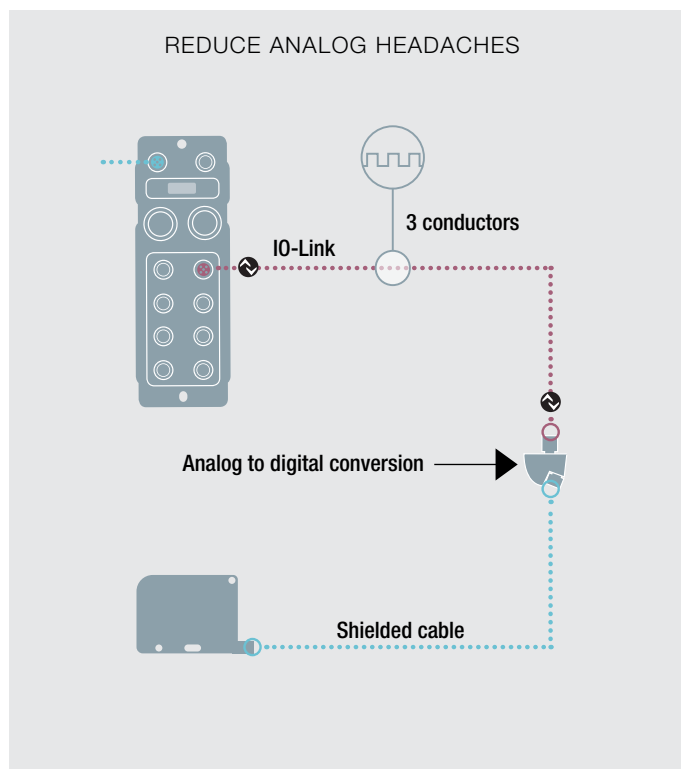 REDUCE ANALOG HEADACHES
3 conductors
IO-Link
Analog to digital conversion
Shielded cable